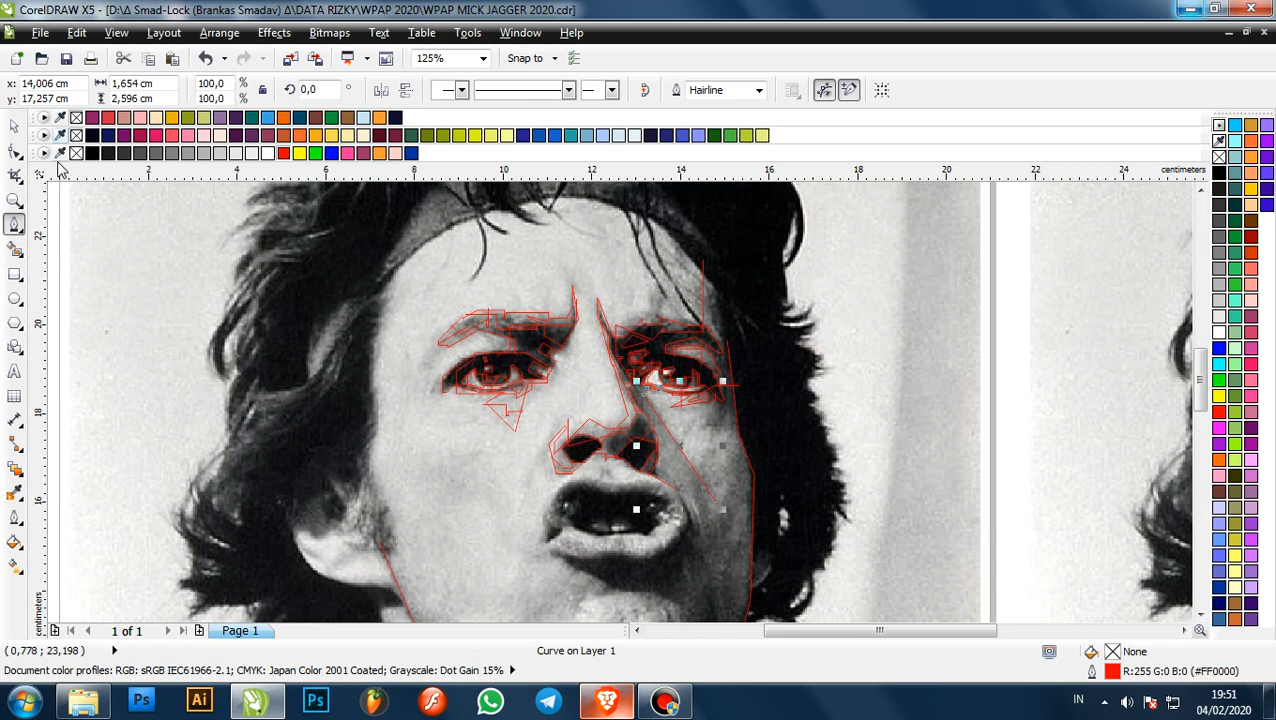 CorelDRAW X5 - [D:\Δ Smad-Lock (Brankas Smadav) Δ\DATA RIZKY\WPAP 2020\WPAP MICK JAGGER 2020.cdr]
File Edit View Layout Arrange Effects Bitmaps Text Table Tools Window Help
125% Snap to
x: 14,006 cm 1,654 cm 100,0 % 0,0 ° Hairline
y: 17,257 cm 2,596 cm 100,0 %
2 4 6 8 10 12 14 16 18 20 22 24 centimeters
22
20
18
16
centimeters
1 of 1 Page 1
( 0,778 ; 23,198 ) Curve on Layer 1 None
Document color profiles: RGB: sRGB IEC61966-2.1; CMYK: Japan Color 2001 Coated; Grayscale: Dot Gain 15% R:255 G:0 B:0 (#FF0000)
Ps Ai Ps IN 19:51
04/02/2020